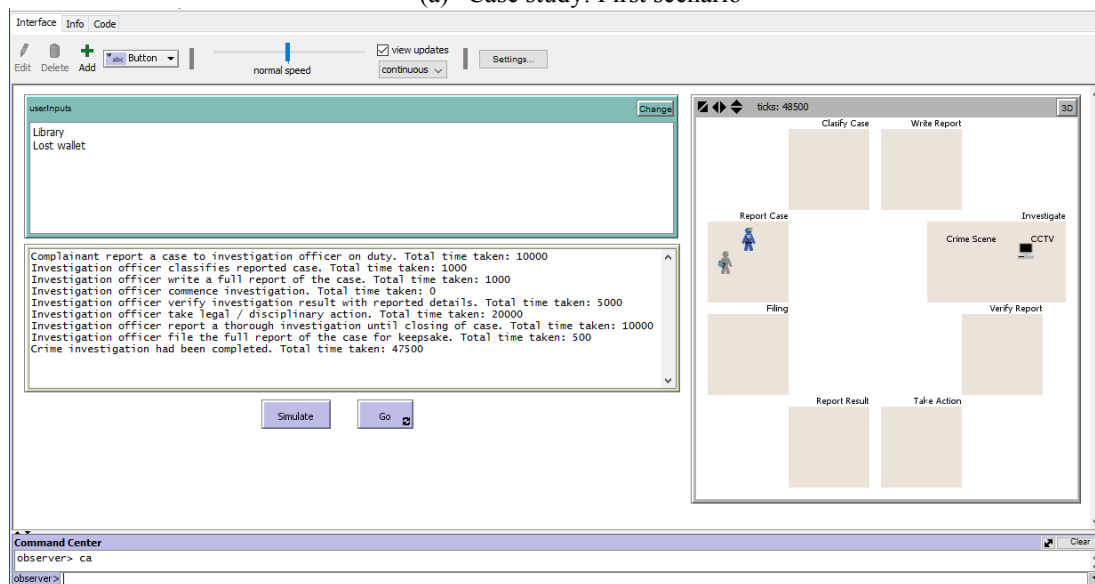 (a) Case study: First scenario
Interface Info Code
Edit Delete Add abc Button normal speed view updates continuous Settings...
userInputs Change
Library
Lost wallet
Complainant report a case to investigation officer on duty. Total time taken: 10000
Investigation officer classifies reported case. Total time taken: 1000
Investigation officer write a full report of the case. Total time taken: 1000
Investigation officer commence investigation. Total time taken: 0
Investigation officer verify investigation result with reported details. Total time taken: 5000
Investigation officer take legal / disciplinary action. Total time taken: 20000
Investigation officer report a thorough investigation until closing of case. Total time taken: 10000
Investigation officer file the full report of the case for keepsake. Total time taken: 500
Crime investigation had been completed. Total time taken: 47500
Simulate Go
ticks: 48500 3D
Clasify Case Write Report
Report Case Investigate
Crime Scene CCTV
Filing Verify Report
Report Result Take Action
Command Center Clear
observer> ca
observer>